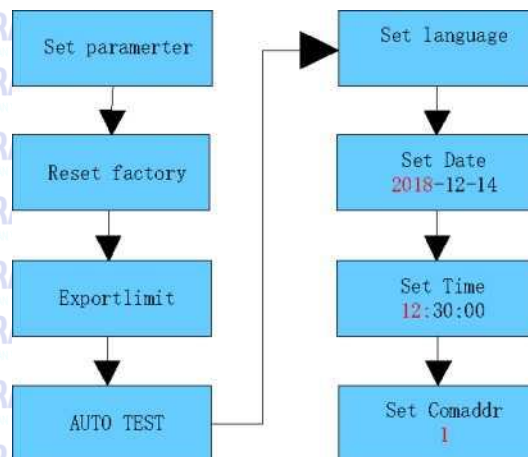 Set paramerter
Reset factory
Exportlimit
AUTO TEST
Set language
Set Date
2018-12-14
Set Time
12:30:00
Set Comaddr
1